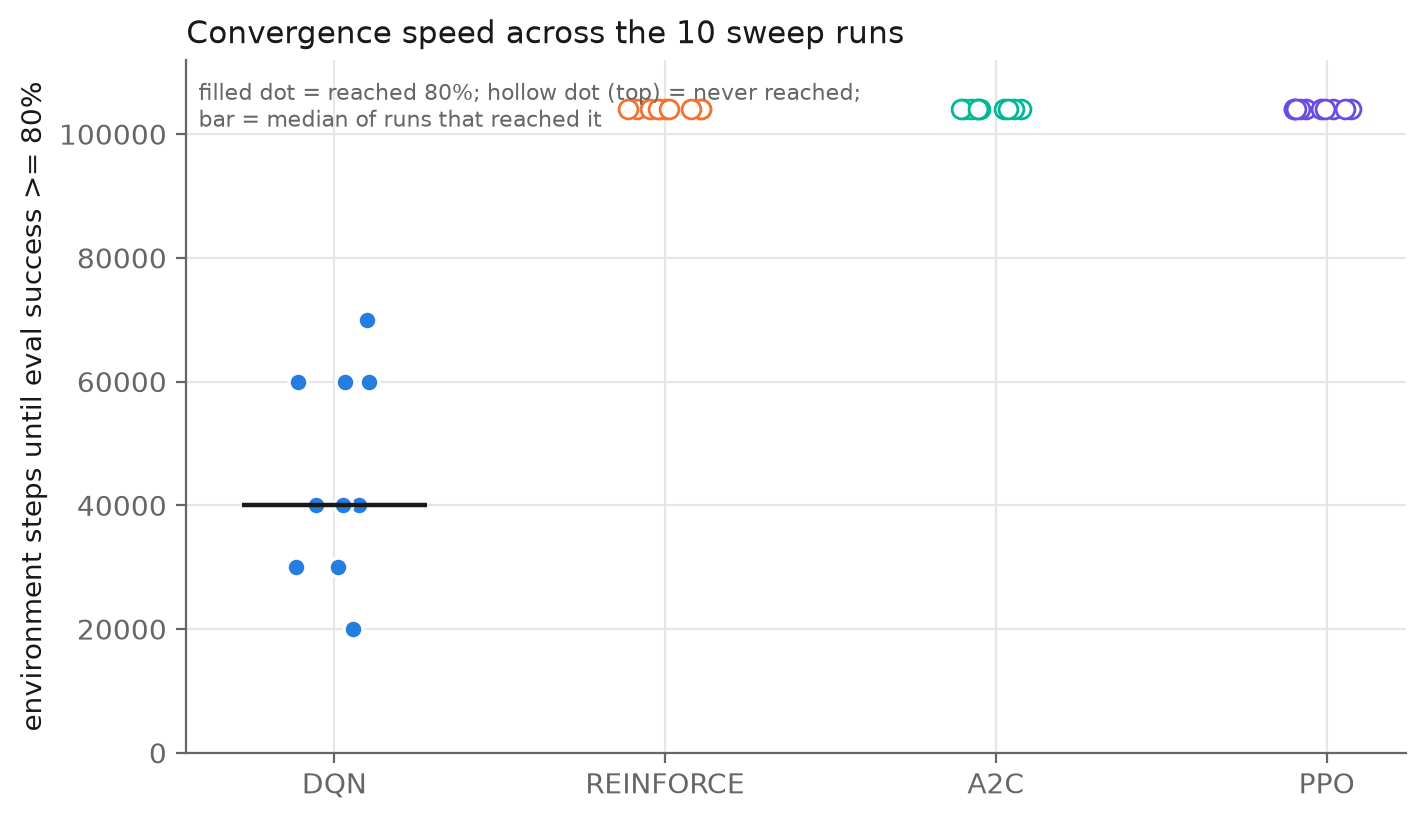 Convergence speed across the 10 sweep runs
filled dot = reached 80%; hollow dot (top) = never reached;
bar = median of runs that reached it
environment steps until eval success >= 80%
100000
80000
60000
40000
20000
0
DQN
REINFORCE
A2C
PPO